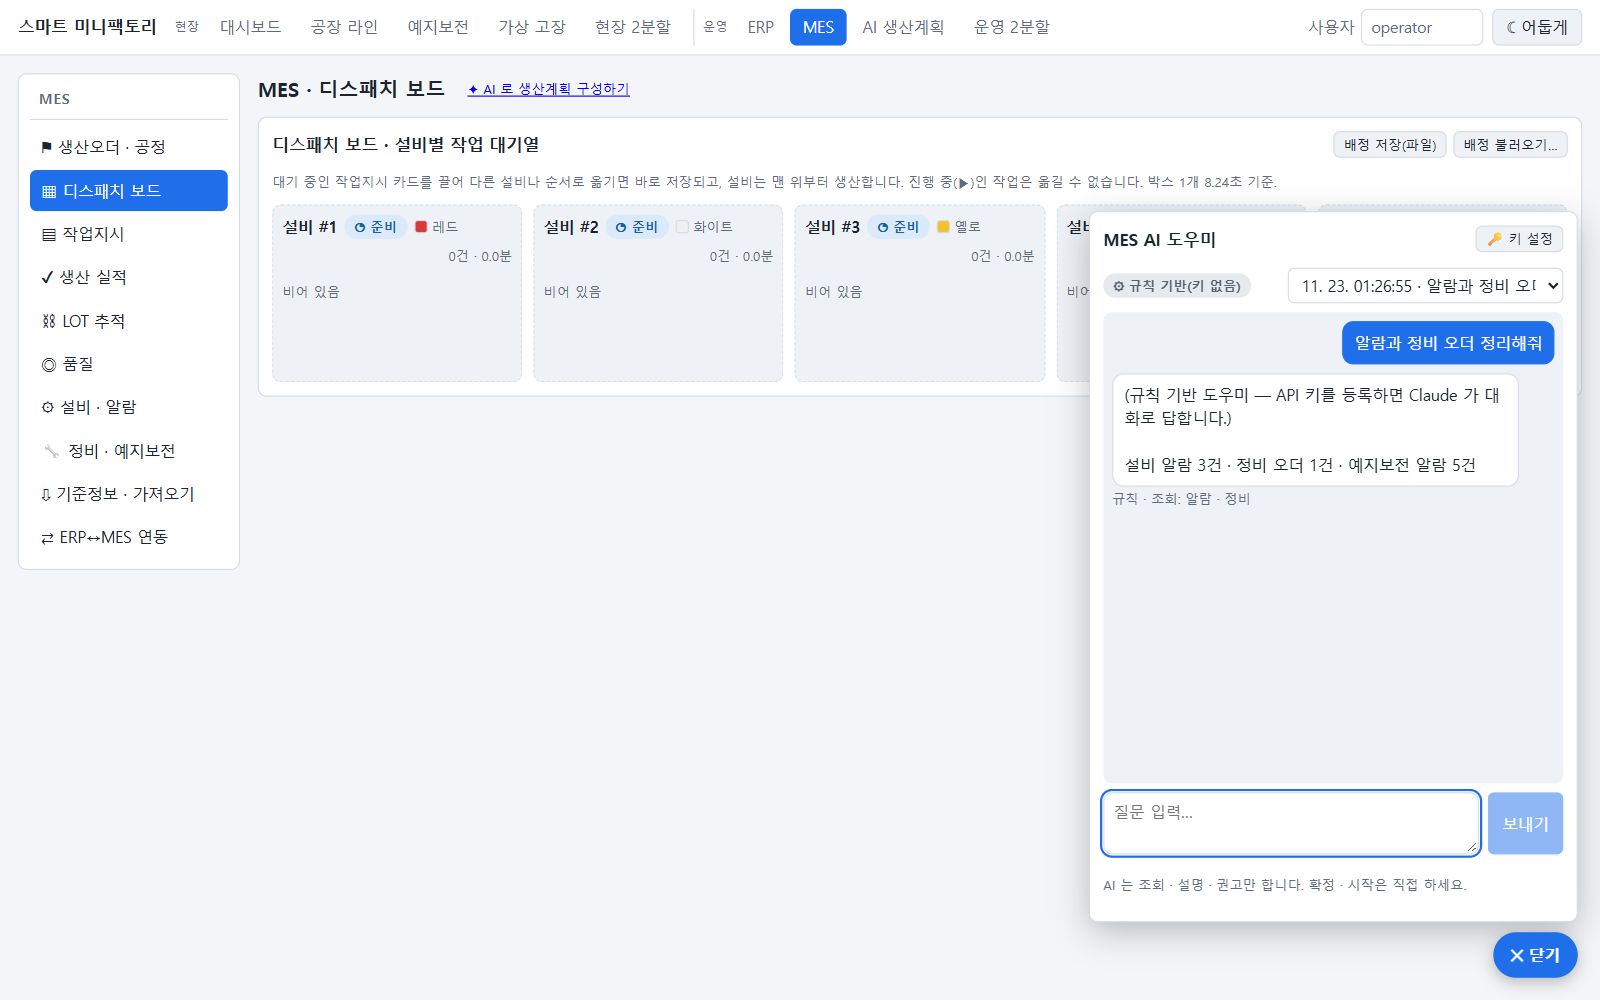 스마트 미니팩토리 현장 대시보드 공장 라인 예지보전 가상 고장 현장 2분할 운영 ERP MES AI 생산계획 운영 2분할 사용자 operator ☾ 어둡게
MES
⚑ 생산오더 · 공정
▦ 디스패치 보드
▤ 작업지시
✓ 생산 실적
⛓ LOT 추적
◎ 품질
⚙ 설비 · 알람
🔧 정비 · 예지보전
⇩ 기준정보 · 가져오기
⇄ ERP↔MES 연동
MES · 디스패치 보드 ✦ AI 로 생산계획 구성하기
디스패치 보드 · 설비별 작업 대기열 배정 저장(파일) 배정 불러오기...
대기 중인 작업지시 카드를 끌어 다른 설비나 순서로 옮기면 바로 저장되고, 설비는 맨 위부터 생산합니다. 진행 중(▶)인 작업은 옮길 수 없습니다. 박스 1개 8.24초 기준.
설비 #1 ◔ 준비 레드
0건 · 0.0분
비어 있음
설비 #2 ◔ 준비 화이트
0건 · 0.0분
비어 있음
설비 #3 ◔ 준비 옐로
0건 · 0.0분
비어 있음
MES AI 도우미 🔑 키 설정
⚙ 규칙 기반(키 없음) 11. 23. 01:26:55 · 알람과 정비 오
알람과 정비 오더 정리해줘
(규칙 기반 도우미 — API 키를 등록하면 Claude 가 대
화로 답합니다.)
설비 알람 3건 · 정비 오더 1건 · 예지보전 알람 5건
규칙 · 조회: 알람 · 정비
질문 입력...
보내기
AI 는 조회 · 설명 · 권고만 합니다. 확정 · 시작은 직접 하세요.
✕ 닫기